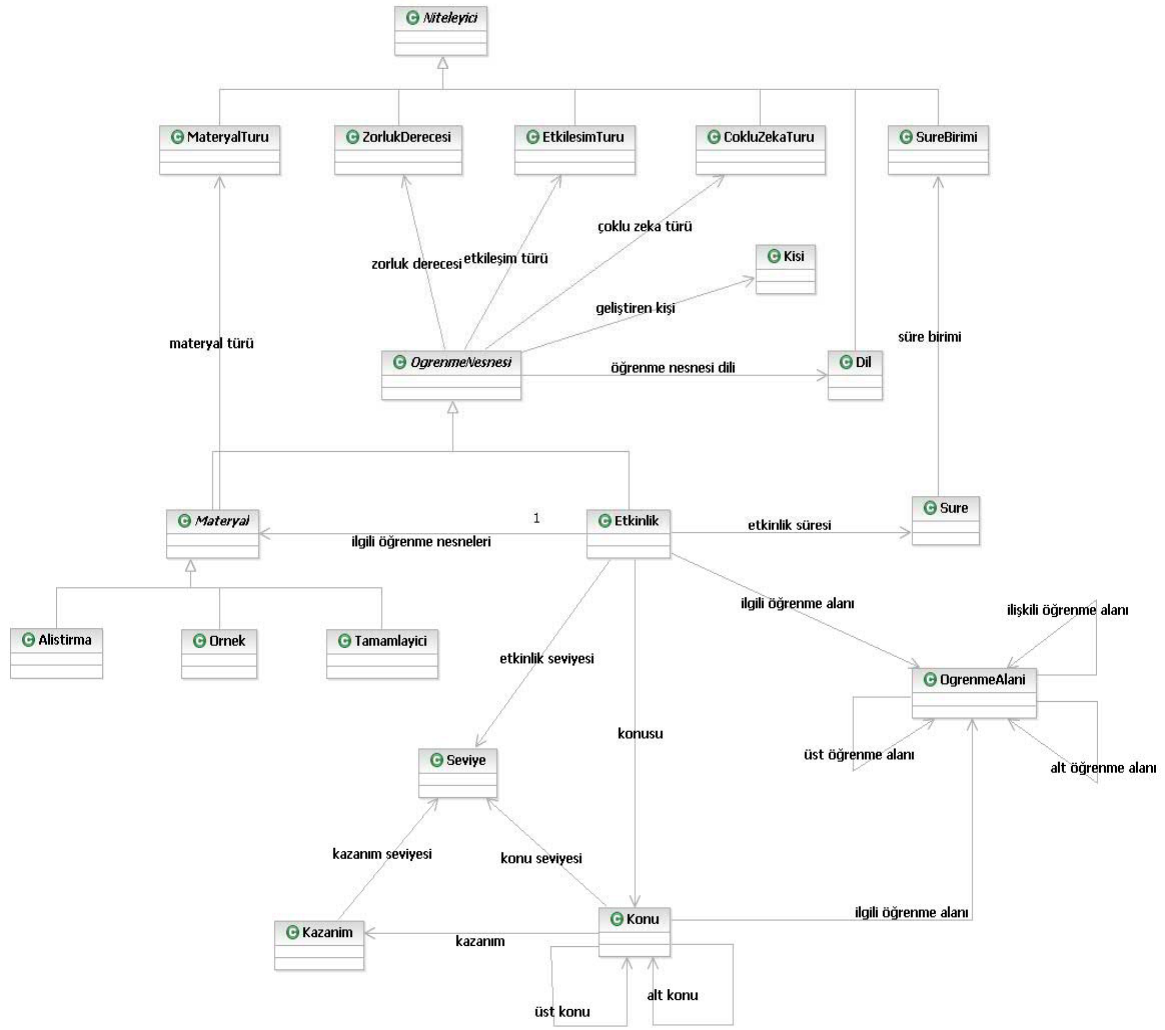 Niteleyici
MateryalTuru
ZorlukDerecesi
EtkilesimTuru
CokluZekaTuru
SureBirimi
çoklu zeka türü
zorluk derecesi
etkileşim türü
Kisi
geliştiren kişi
materyal türü
süre birimi
OgrenmeNesnesi
öğrenme nesnesi dili
Dil
Materyal
1
Etkinlik
etkinlik süresi
Sure
ilgili öğrenme nesneleri
ilgili öğrenme alanı
ilişkili öğrenme alanı
Alistirma
Ornek
Tamamlayici
etkinlik seviyesi
OgrenmeAlani
konusu
üst öğrenme alanı
alt öğrenme alanı
Seviye
kazanım seviyesi
konu seviyesi
Kazanim
kazanım
Konu
ilgili öğrenme alanı
üst konu
alt konu